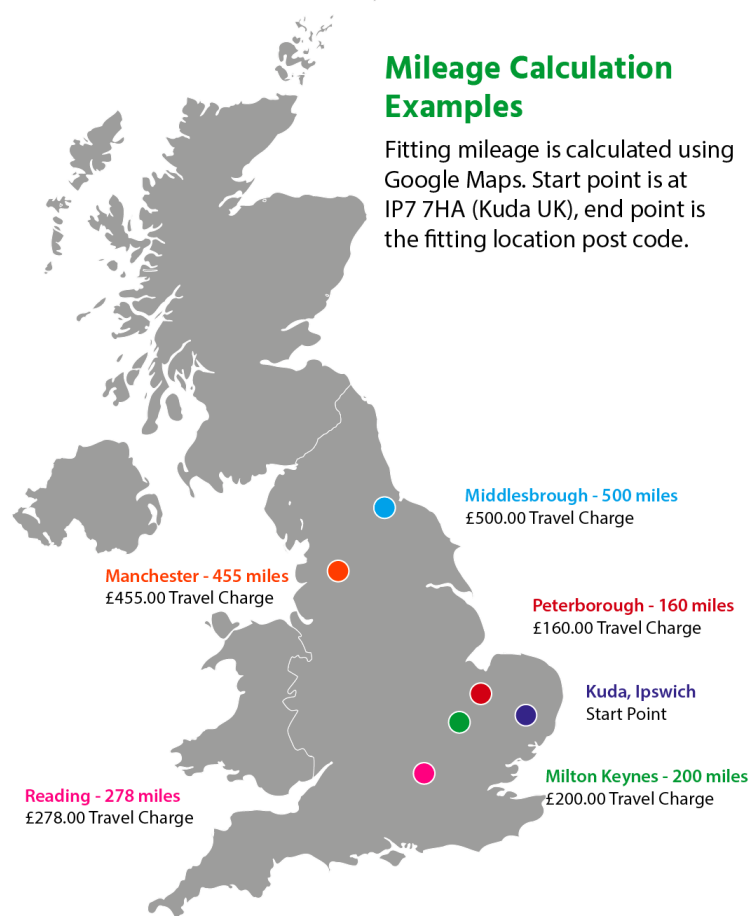 Mileage Calculation
Examples
Fitting mileage is calculated using
Google Maps. Start point is at
IP7 7HA (Kuda UK), end point is
the fitting location post code.
Middlesbrough - 500 miles
£500.00 Travel Charge
Manchester - 455 miles
£455.00 Travel Charge
Peterborough - 160 miles
£160.00 Travel Charge
Kuda, Ipswich
Start Point
Milton Keynes - 200 miles
£200.00 Travel Charge
Reading - 278 miles
£278.00 Travel Charge